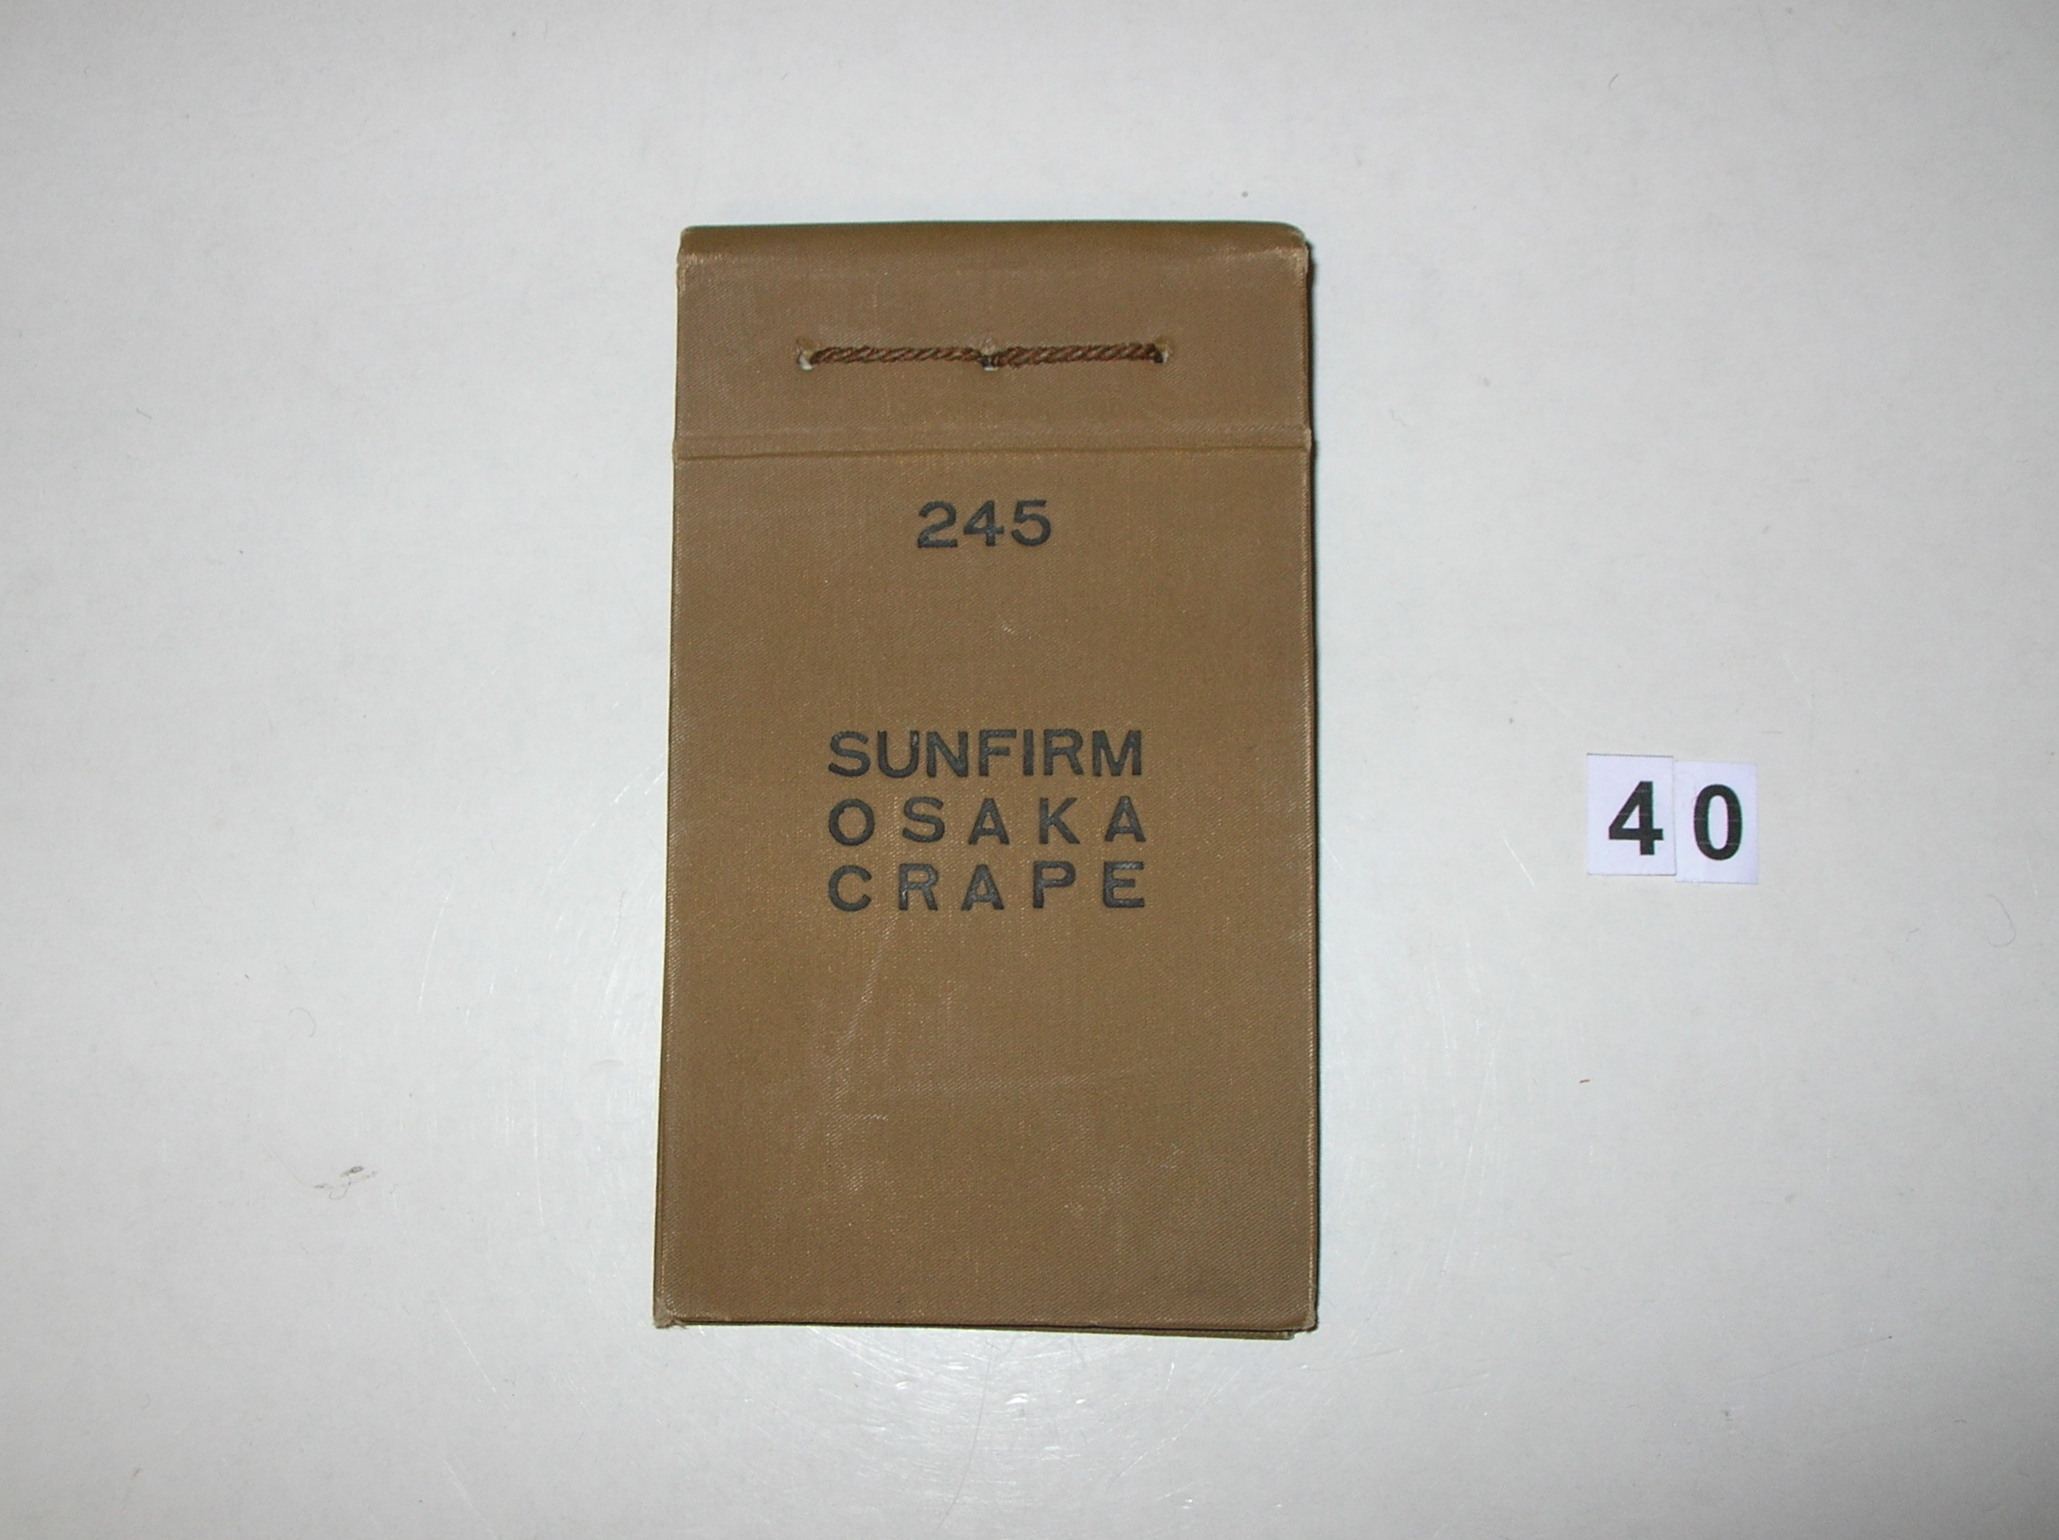 245
SUNFIRM
OSAKA
CRAPE
40